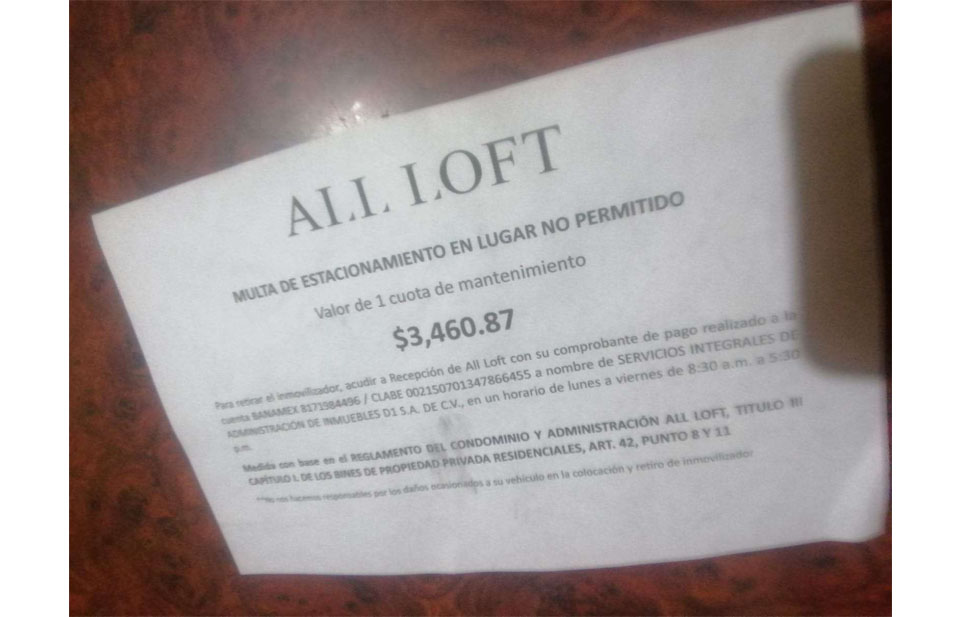 ALL LOFT
MULTA DE ESTACIONAMIENTO EN LUGAR NO PERMITIDO
Valor de 1 cuota de mantenimiento
$3,460.87
Para retirar el inmovilizador, acudir a Recepción de All Loft con su comprobante de pago realizado a la
cuenta BANAMEX 8171984496 / CLABE 002150701347866455 a nombre de SERVICIOS INTEGRALES DE
ADMINISTRACIÓN DE INMUEBLES D1 S.A. DE C.V., en un horario de lunes a viernes de 8:30 a.m. a 5:30
p.m.
Medida con base en el REGLAMENTO DEL CONDOMINIO Y ADMINISTRACIÓN ALL LOFT, TITULO III
CAPÍTULO I. DE LOS BINES DE PROPIEDAD PRIVADA RESIDENCIALES, ART. 42, PUNTO 8 Y 11
**No nos hacemos responsables por los daños ocasionados a su vehículo en la colocación y retiro de inmovilizador